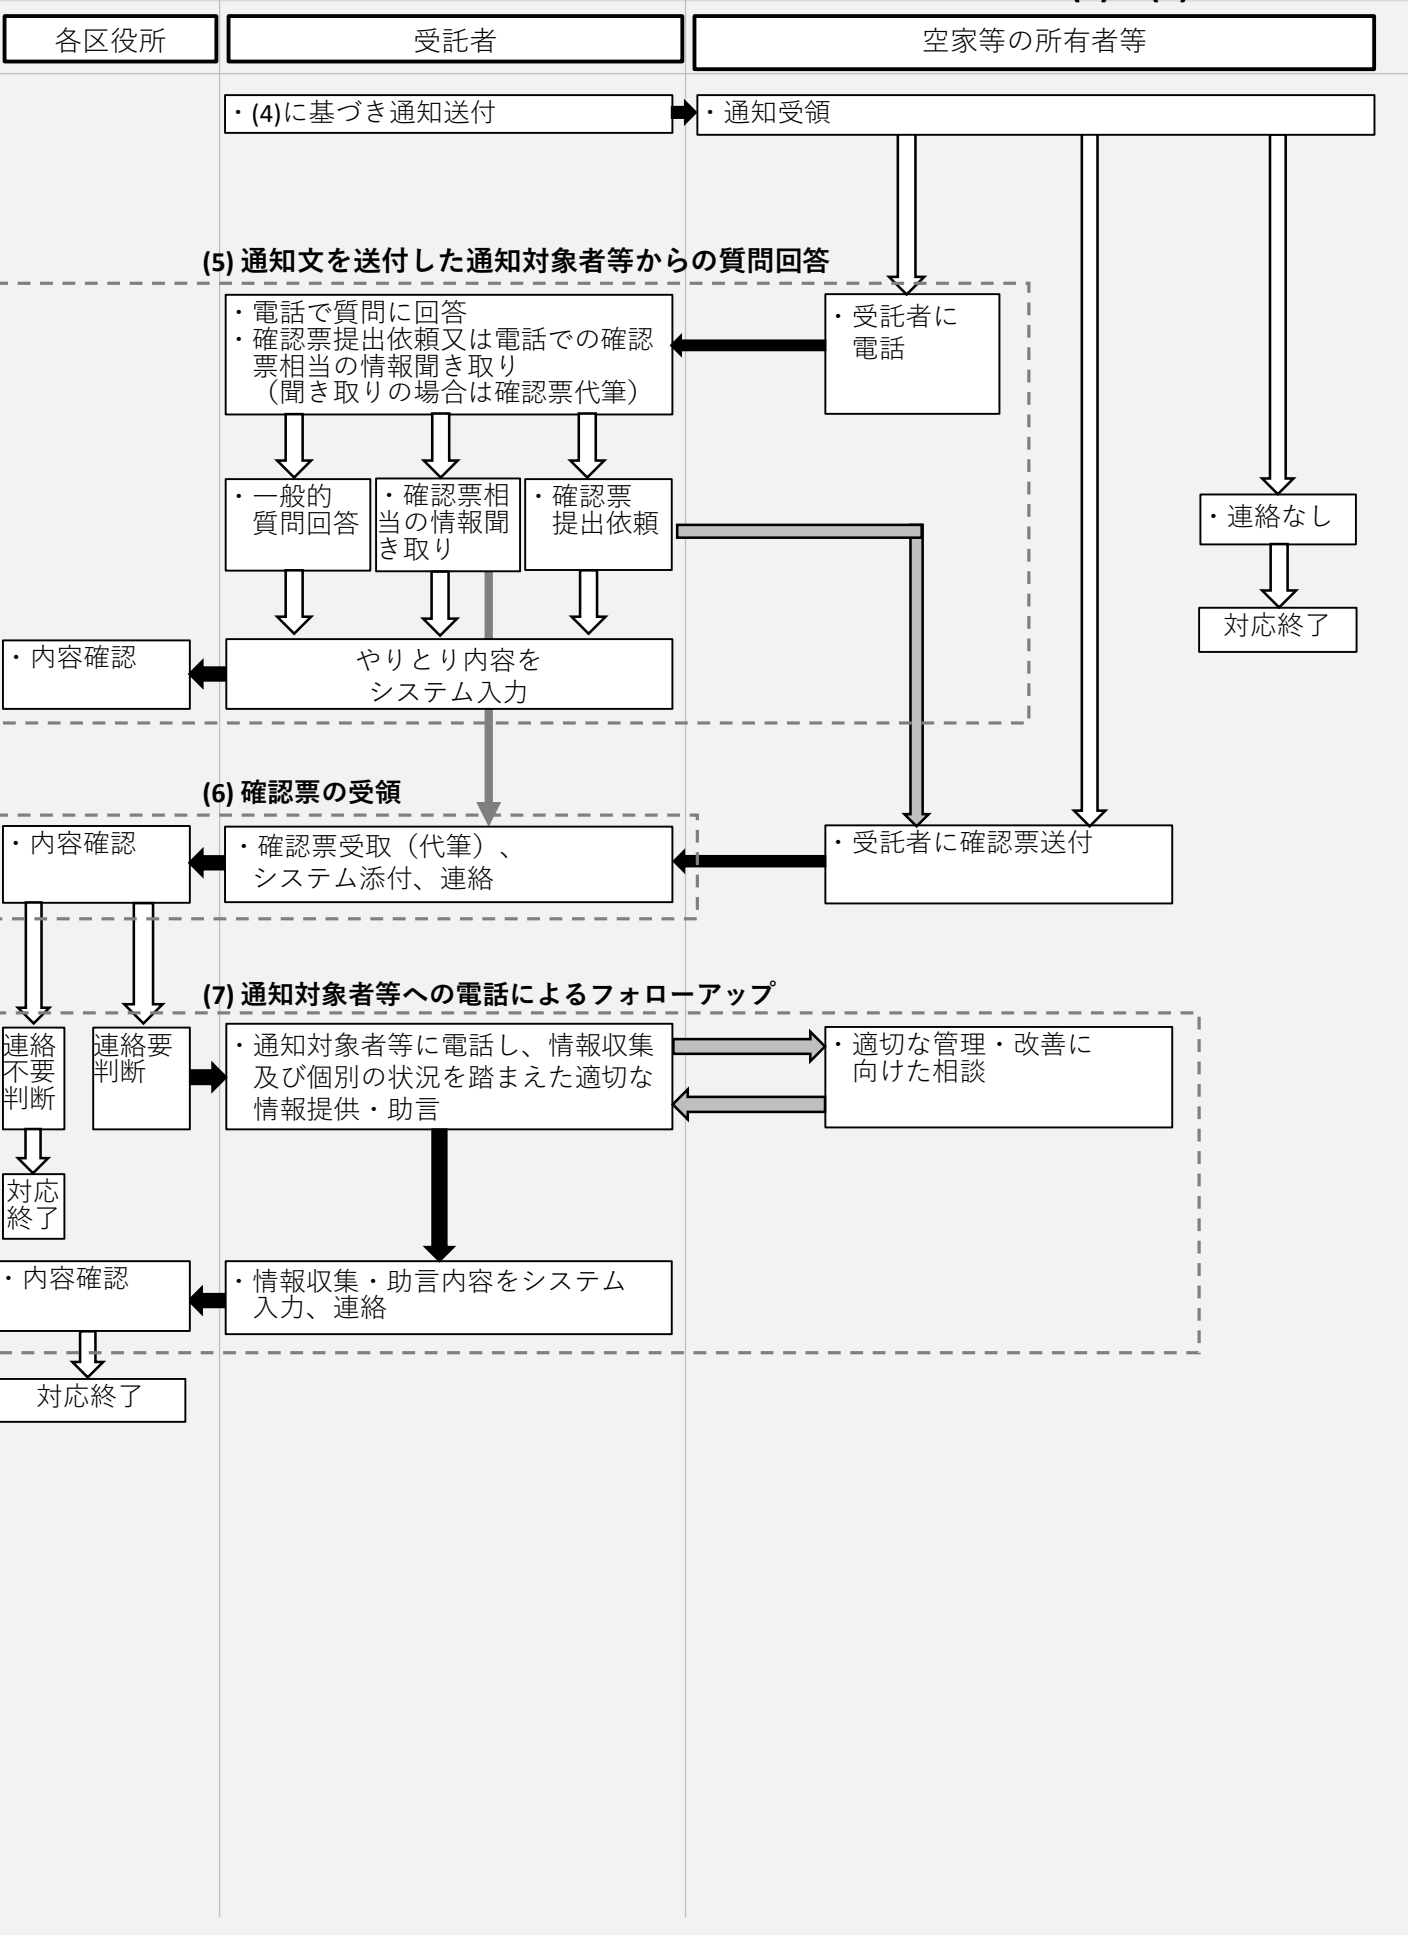 各区役所
受託者
空家等の所有者等
・(4)に基づき通知送付
・通知受領
(5) 通知文を送付した通知対象者等からの質問回答
・電話で質問に回答
・確認票提出依頼又は電話での確認
票相当の情報聞き取り
（聞き取りの場合は確認票代筆）
・受託者に
電話
・一般的
質問回答
・確認票相
当の情報聞
き取り
・確認票
提出依頼
・連絡なし
対応終了
・内容確認
やりとり内容を
システム入力
(6) 確認票の受領
・内容確認
・確認票受取（代筆）、
システム添付、連絡
・受託者に確認票送付
(7) 通知対象者等への電話によるフォローアップ
連絡
不要
判断
連絡要
判断
・通知対象者等に電話し、情報収集
及び個別の状況を踏まえた適切な
情報提供・助言
・適切な管理・改善に
向けた相談
対応
終了
・内容確認
・情報収集・助言内容をシステム
入力、連絡
対応終了